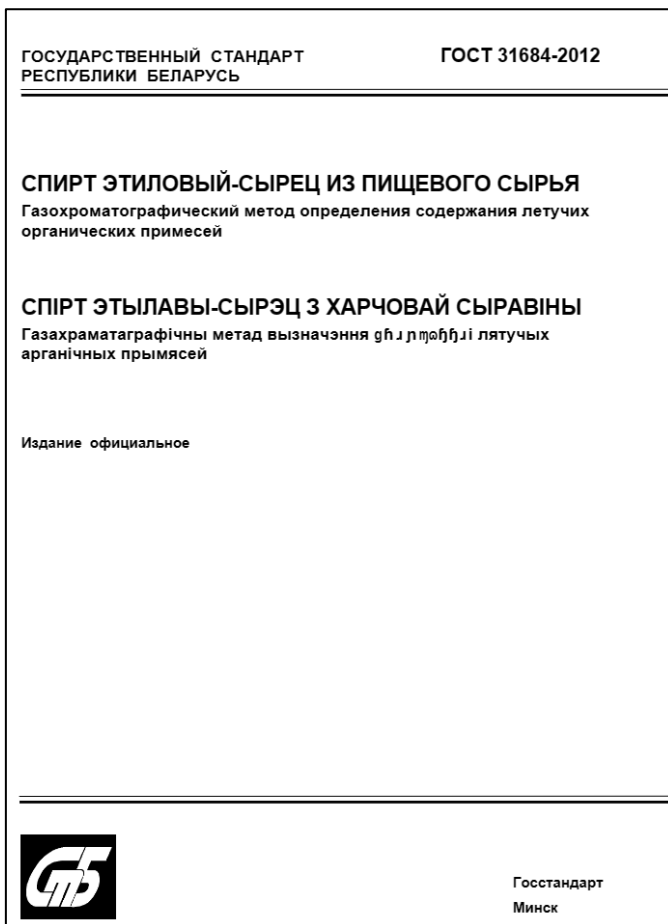 ГОСУДАРСТВЕННЫЙ СТАНДАРТ
РЕСПУБЛИКИ БЕЛАРУСЬ
ГОСТ 31684-2012
СПИРТ ЭТИЛОВЫЙ-СЫРЕЦ ИЗ ПИЩЕВОГО СЫРЬЯ
Газохроматографический метод определения содержания летучих
органических примесей
СПІРТ ЭТЫЛАВЫ-СЫРЭЦ З ХАРЧОВАЙ СЫРАВІНЫ
Газахраматаграфічны метад вызначэння лятучых
арганічных прымясей
Издание официальное
СТБ
Госстандарт
Минск